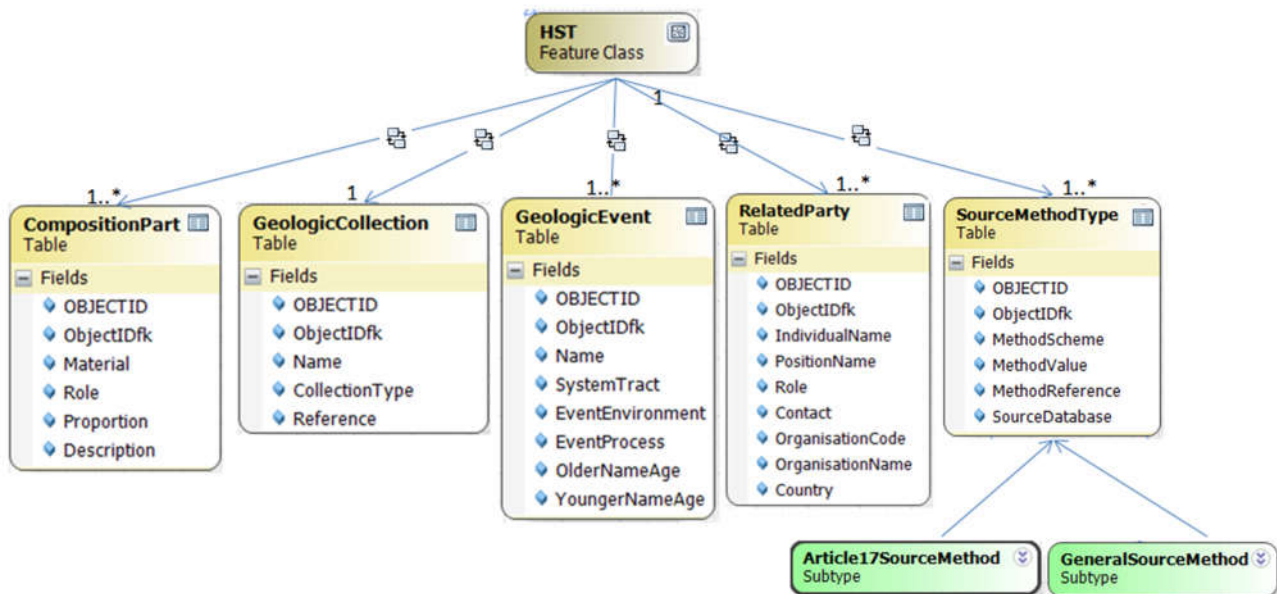 HST
Feature Class
1
1..*
1
1..*
1..*
1..*
CompositionPart
Table
Fields
OBJECTID
ObjectIDfk
Material
Role
Proportion
Description
GeologicCollection
Table
Fields
OBJECTID
ObjectIDfk
Name
CollectionType
Reference
GeologicEvent
Table
Fields
OBJECTID
ObjectIDfk
Name
SystemTract
EventEnvironment
EventProcess
OlderNameAge
YoungerNameAge
RelatedParty
Table
Fields
OBJECTID
ObjectIDfk
IndividualName
PositionName
Role
Contact
OrganisationCode
OrganisationName
Country
SourceMethodType
Table
Fields
OBJECTID
ObjectIDfk
MethodScheme
MethodValue
MethodReference
SourceDatabase
Article17SourceMethod
Subtype
GeneralSourceMethod
Subtype